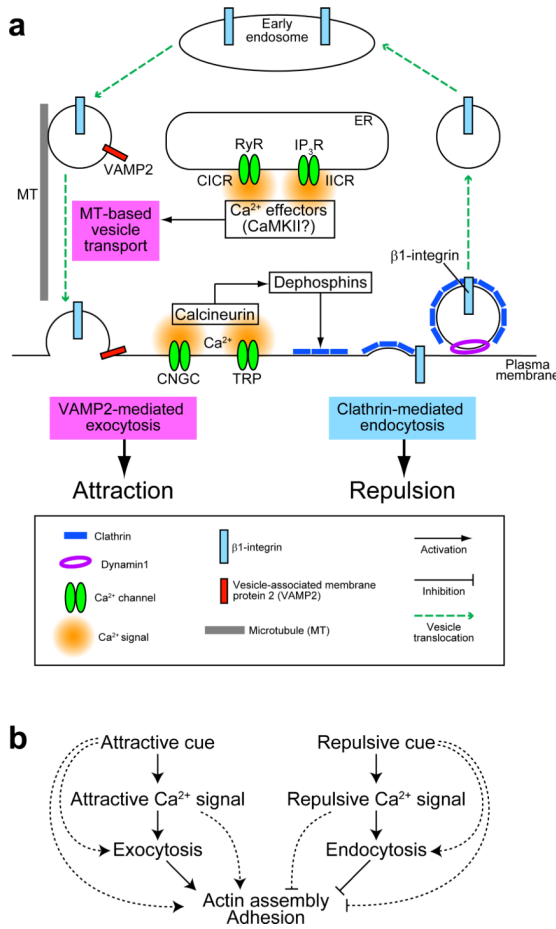 a
Early
endosome
ER
RyR
IP3R
VAMP2
CICR
IICR
MT
Ca2+ effectors
(CaMKII?)
MT-based
vesicle
transport
β1-integrin
Dephosphins
Calcineurin
Ca2+
CNGC
TRP
Plasma
membrane
VAMP2-mediated
exocytosis
Clathrin-mediated
endocytosis
Attraction
Repulsion
Clathrin
Dynamin1
Ca2+ channel
Ca2+ signal
β1-integrin
Vesicle-associated membrane
protein 2 (VAMP2)
Microtubule (MT)
Activation
Inhibition
Vesicle
translocation
b
Attractive cue
Repulsive cue
Attractive Ca2+ signal
Repulsive Ca2+ signal
Exocytosis
Endocytosis
Actin assembly
Adhesion